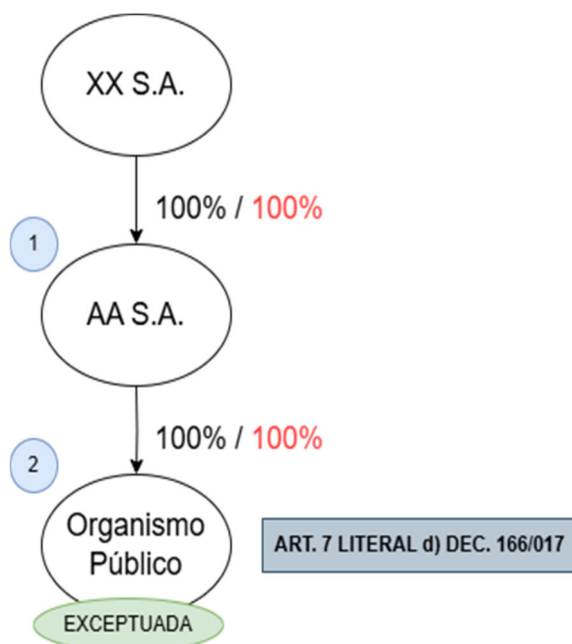 XX S.A.
100% / 100%
1
AA S.A.
100% / 100%
2
Organismo
Público
ART. 7 LITERAL d) DEC. 166/017
EXCEPTUADA